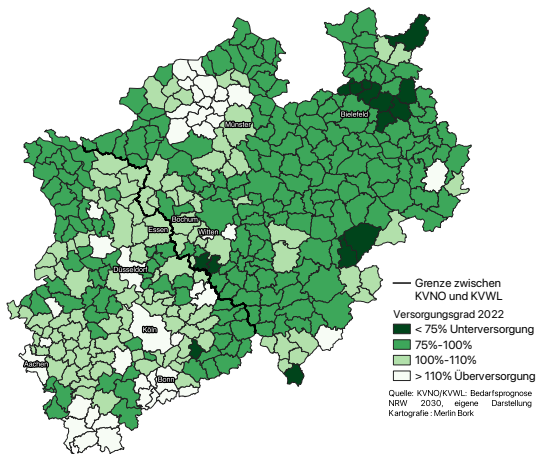 Bielefeld
Münster
Bochum
Essen
Witten
Düsseldorf
Köln
Aachen
Bonn
Grenze zwischen
KVNO und KVWL
Versorgungsgrad 2022
< 75% Unterversorgung
75%-100%
100%-110%
> 110% Überversorgung
Quelle: KVNO/KVWL: Bedarfsprognose
NRW 2030, eigene Darstellung
Kartografie: Merlin Bork